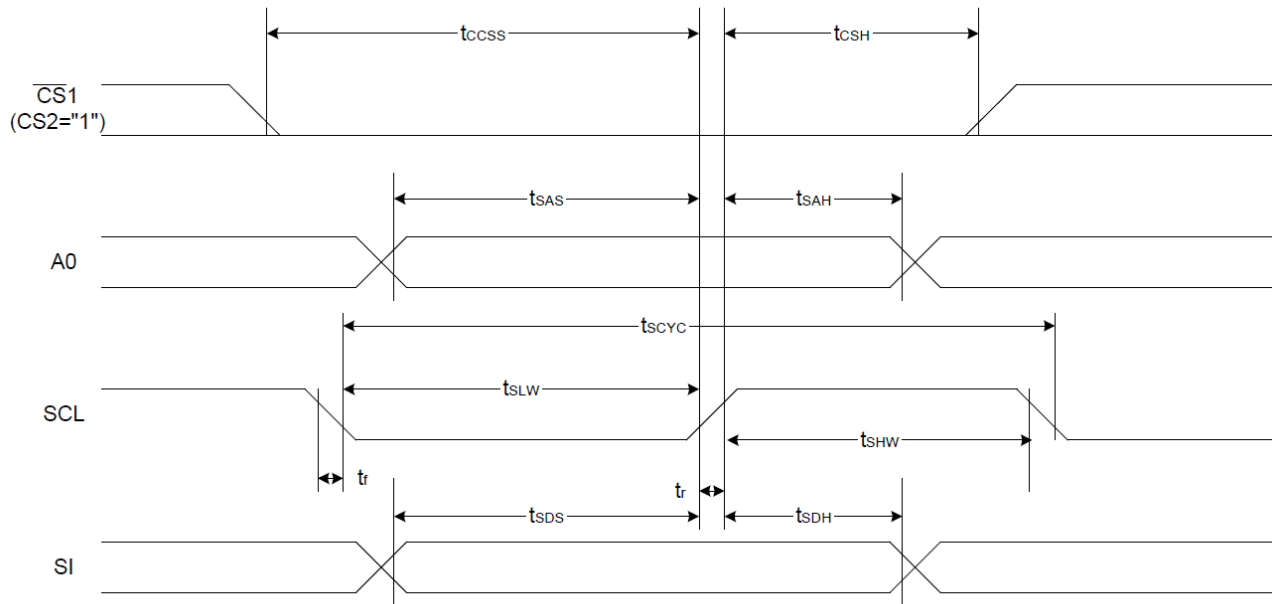 tCCSS
tCSH
CS1
(CS2="1")
tSAS
tSAH
A0
tSCYC
tSLW
SCL
tSHW
tf
tr
tSDS
tSDH
SI